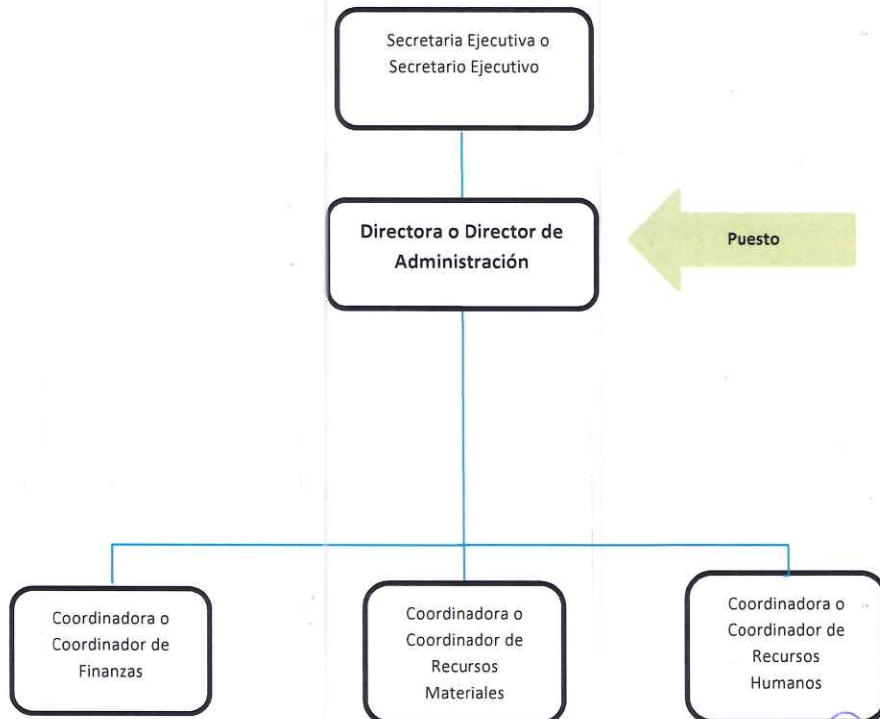 Secretaria Ejecutiva o
Secretario Ejecutivo
Directora o Director de
Administración
Puesto
Coordinadora o
Coordinador de
Finanzas
Coordinadora o
Coordinador de
Recursos
Materiales
Coordinadora o
Coordinador de
Recursos
Humanos